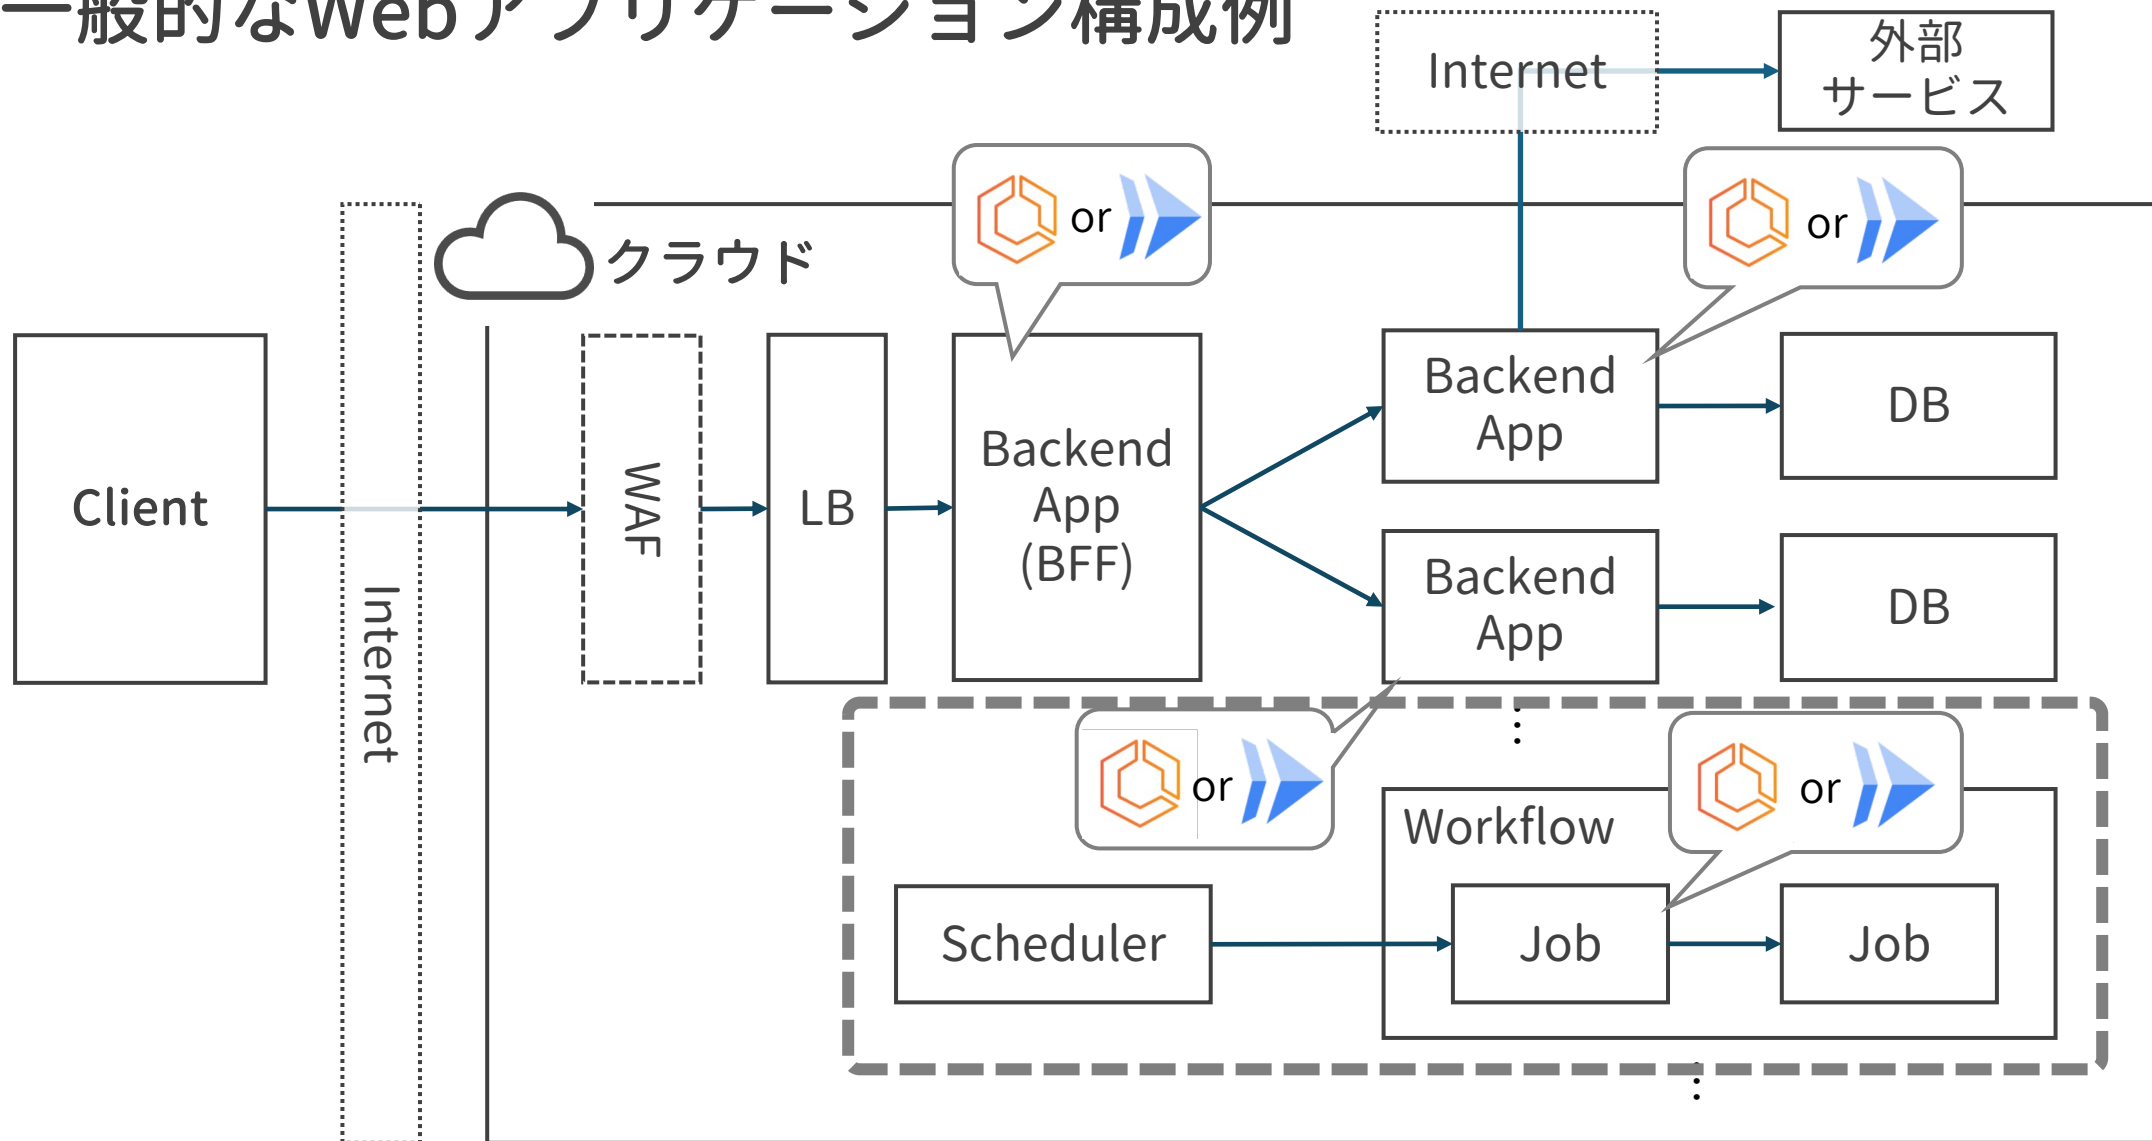 一般的なWebアプリケーション構成例
Internet
外部
サービス
or
or
クラウド
Client
Internet
WAF
LB
Backend
App
(BFF)
Backend
App
DB
Backend
App
DB
or
or
Workflow
Scheduler
Job
Job